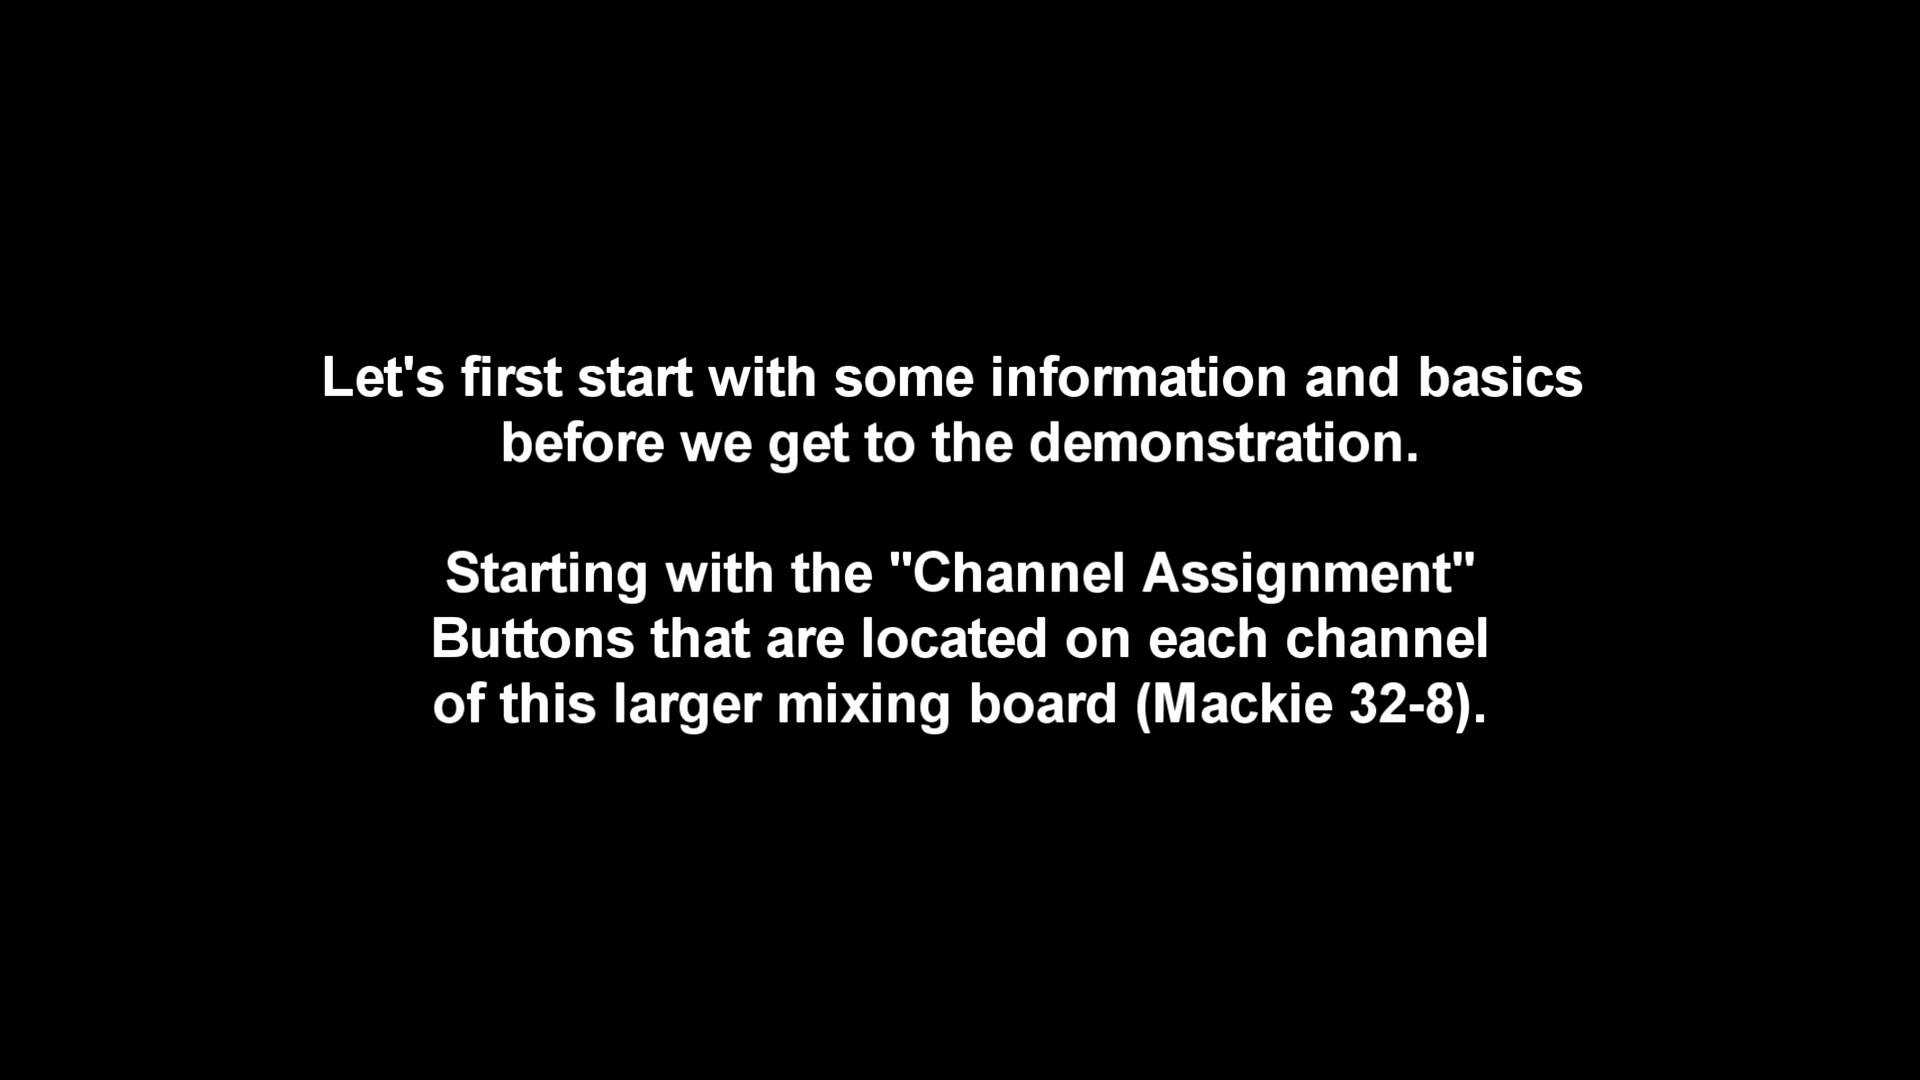 Let's first start with some information and basics
before we get to the demonstration.
Starting with the "Channel Assignment"
Buttons that are located on each channel
of this larger mixing board (Mackie 32-8).